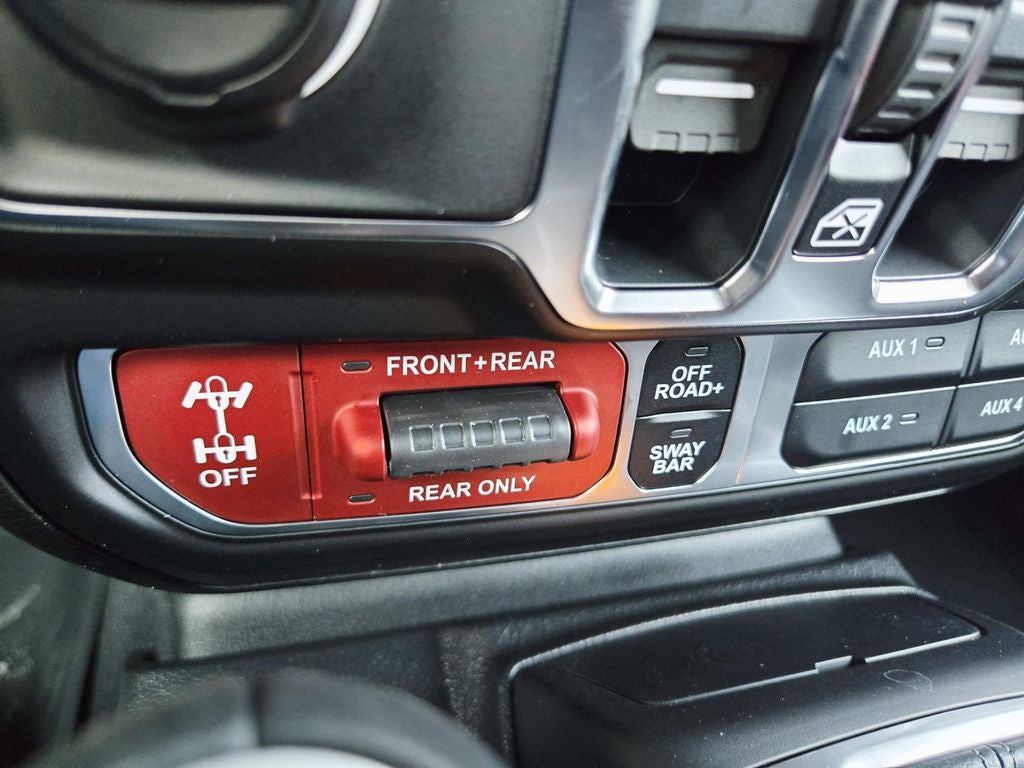 FRONT+REAR
OFF
REAR ONLY
OFF
ROAD+
SWAY
BAR
AUX 1
AUX 2
AUX 4